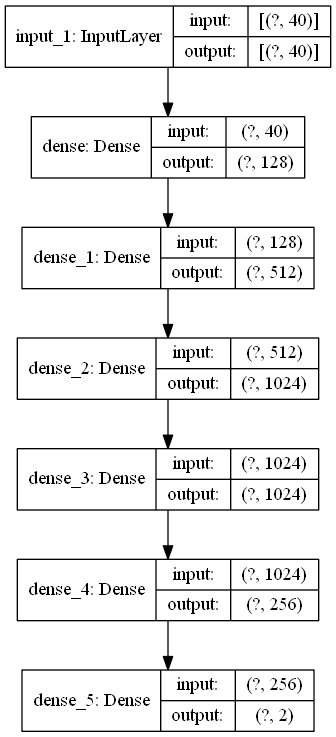 input_1: InputLayer
input: [(?, 40)]
output: [(?, 40)]
dense: Dense
input: (?, 40)
output: (?, 128)
dense_1: Dense
input: (?, 128)
output: (?, 512)
dense_2: Dense
input: (?, 512)
output: (?, 1024)
dense_3: Dense
input: (?, 1024)
output: (?, 1024)
dense_4: Dense
input: (?, 1024)
output: (?, 256)
dense_5: Dense
input: (?, 256)
output: (?, 2)